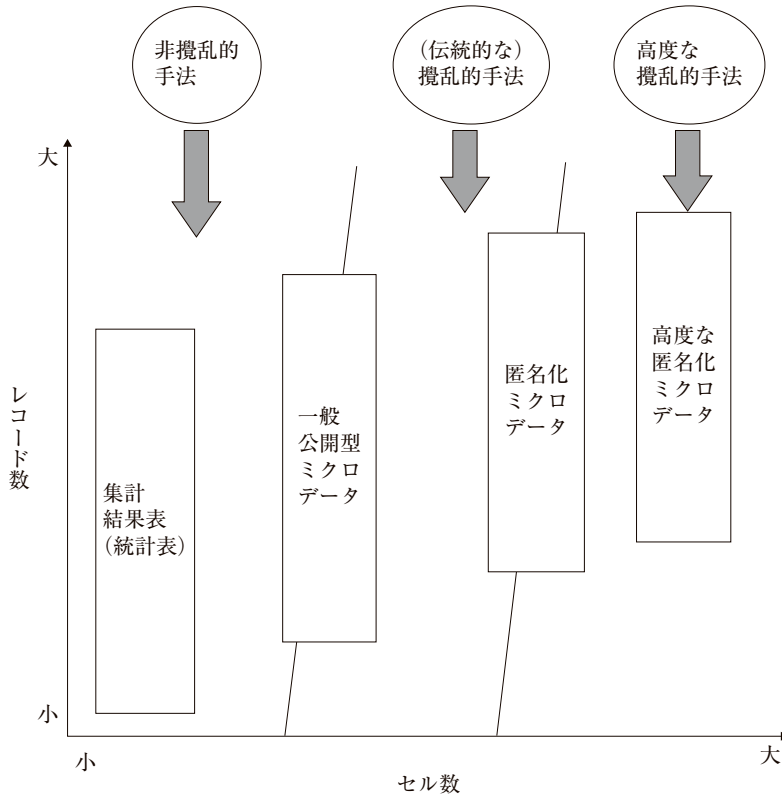 非攪乱的
手法
（伝統的な）
攪乱的手法
高度な
攪乱的手法
大
レコード数
小
集計
結果表
（統計表）
一般
公開型
ミクロ
データ
匿名化
ミクロ
データ
高度な
匿名化
ミクロ
データ
小
大
セル数